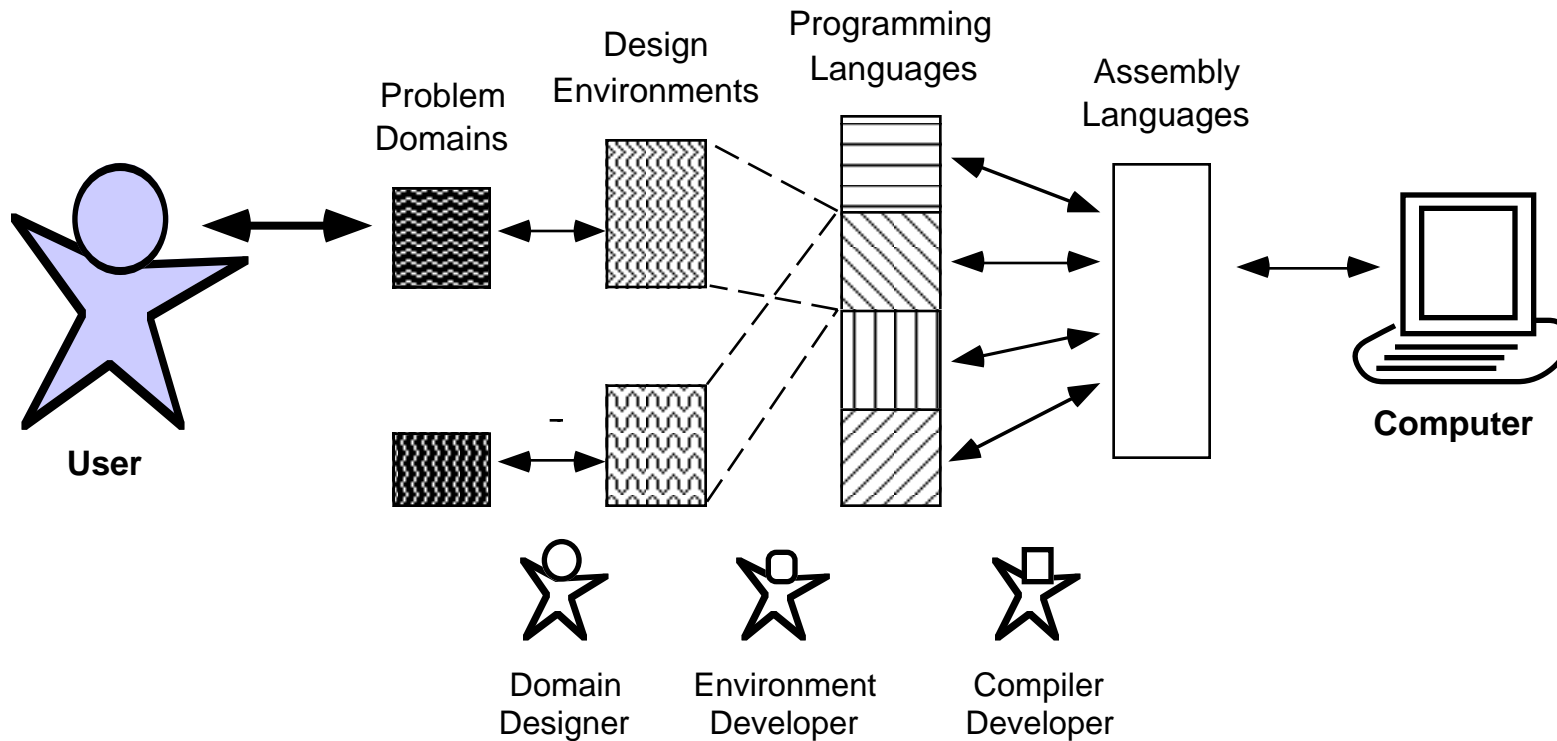 Problem
Domains
Design
Environments
Programming
Languages
Assembly
Languages
User
Computer
Domain
Designer
Environment
Developer
Compiler
Developer